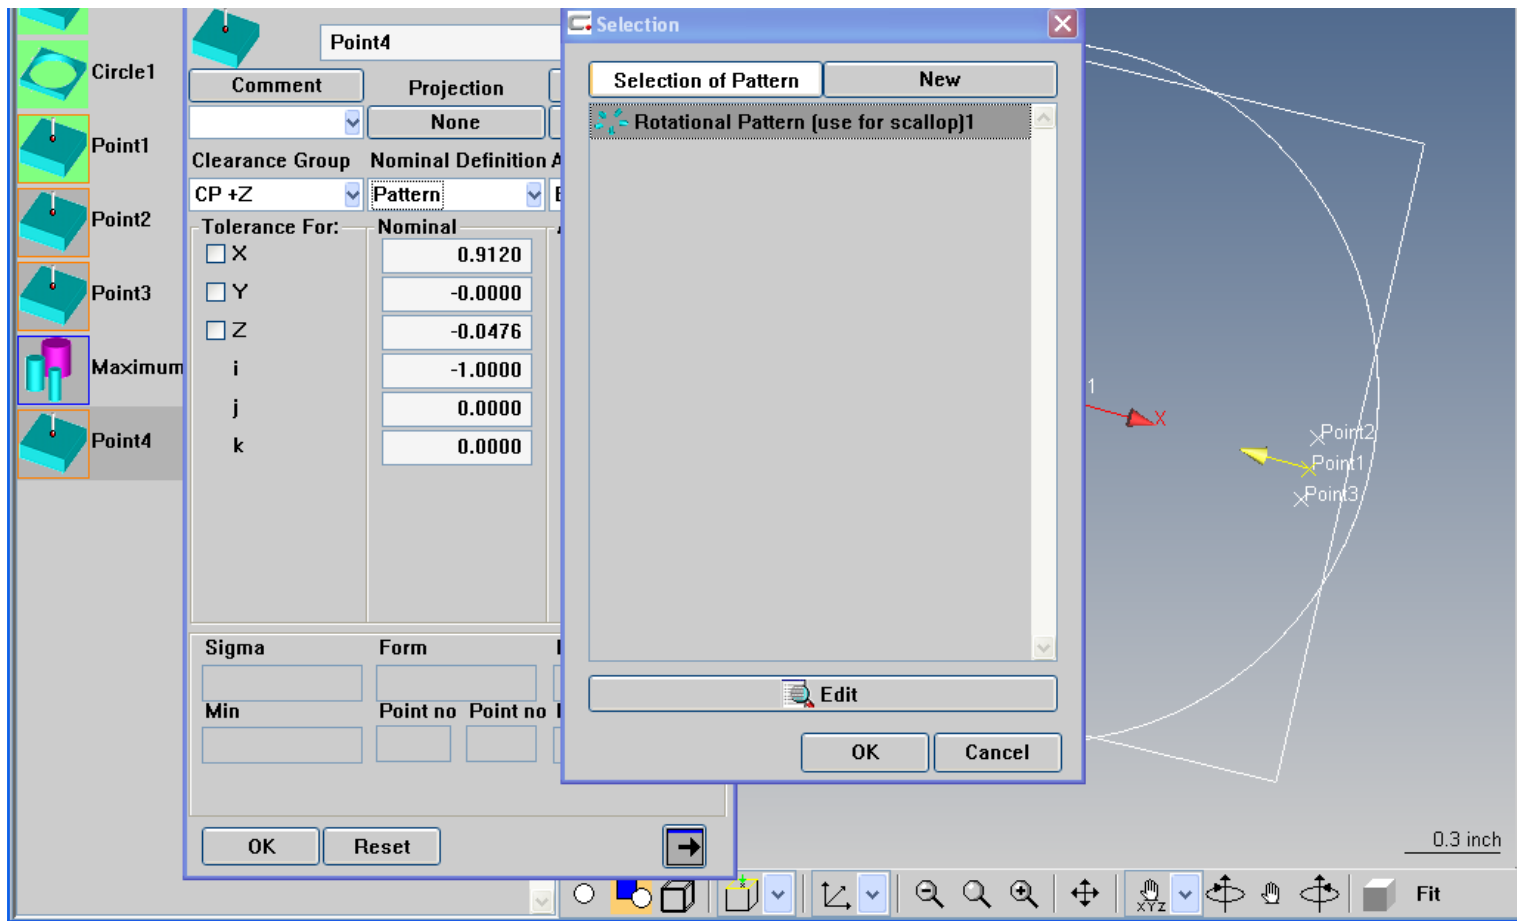 Circle1
Point1
Point2
Point3
Maximum
Point4
Point4
Comment
Projection
None
Clearance Group
Nominal Definition
CP +Z
Pattern
Tolerance For:
Nominal
X
0.9120
Y
-0.0000
Z
-0.0476
i
-1.0000
j
0.0000
k
0.0000
Sigma
Form
Min
Point no
Point no
OK
Reset
Selection
Selection of Pattern
New
Rotational Pattern (use for scallop)1
Edit
OK
Cancel
1
X
Point2
Point1
Point3
0.3 inch
XYZ
Fit